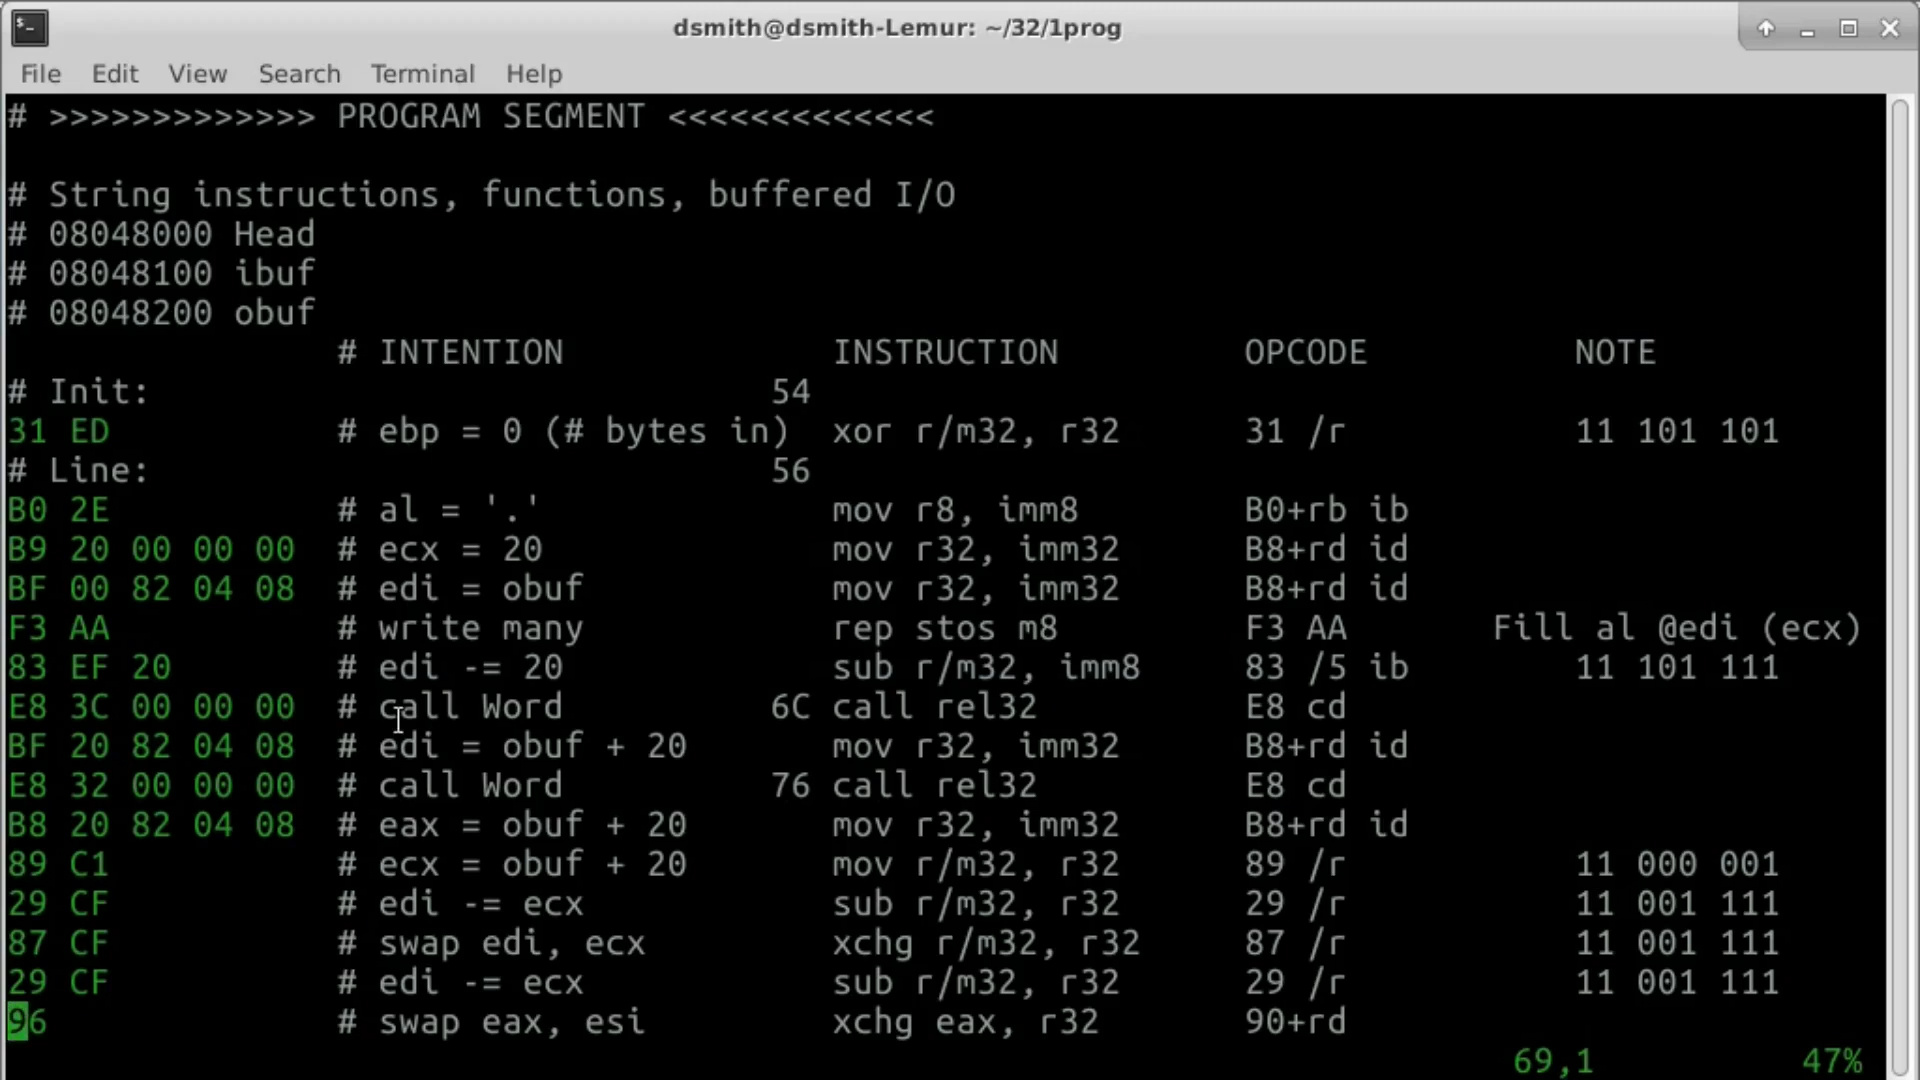 dsmith@dsmith-Lemur: ~/32/1prog
File Edit View Search Terminal Help
# >>>>>>>>>>>>> PROGRAM SEGMENT <<<<<<<<<<<<<
# String instructions, functions, buffered I/O
# 08048000 Head
# 08048100 ibuf
# 08048200 obuf
# INTENTION INSTRUCTION OPCODE NOTE
# Init: 54
31 ED # ebp = 0 (# bytes in) xor r/m32, r32 31 /r 11 101 101
# Line: 56
B0 2E # al = '.' mov r8, imm8 B0+rb ib
B9 20 00 00 00 # ecx = 20 mov r32, imm32 B8+rd id
BF 00 82 04 08 # edi = obuf mov r32, imm32 B8+rd id
F3 AA # write many rep stos m8 F3 AA Fill al @edi (ecx)
83 EF 20 # edi -= 20 sub r/m32, imm8 83 /5 ib 11 101 111
E8 3C 00 00 00 # call Word 6C call rel32 E8 cd
BF 20 82 04 08 # edi = obuf + 20 mov r32, imm32 B8+rd id
E8 32 00 00 00 # call Word 76 call rel32 E8 cd
B8 20 82 04 08 # eax = obuf + 20 mov r32, imm32 B8+rd id
89 C1 # ecx = obuf + 20 mov r/m32, r32 89 /r 11 000 001
29 CF # edi -= ecx sub r/m32, r32 29 /r 11 001 111
87 CF # swap edi, ecx xchg r/m32, r32 87 /r 11 001 111
29 CF # edi -= ecx sub r/m32, r32 29 /r 11 001 111
96 # swap eax, esi xchg eax, r32 90+rd
69,1 47%